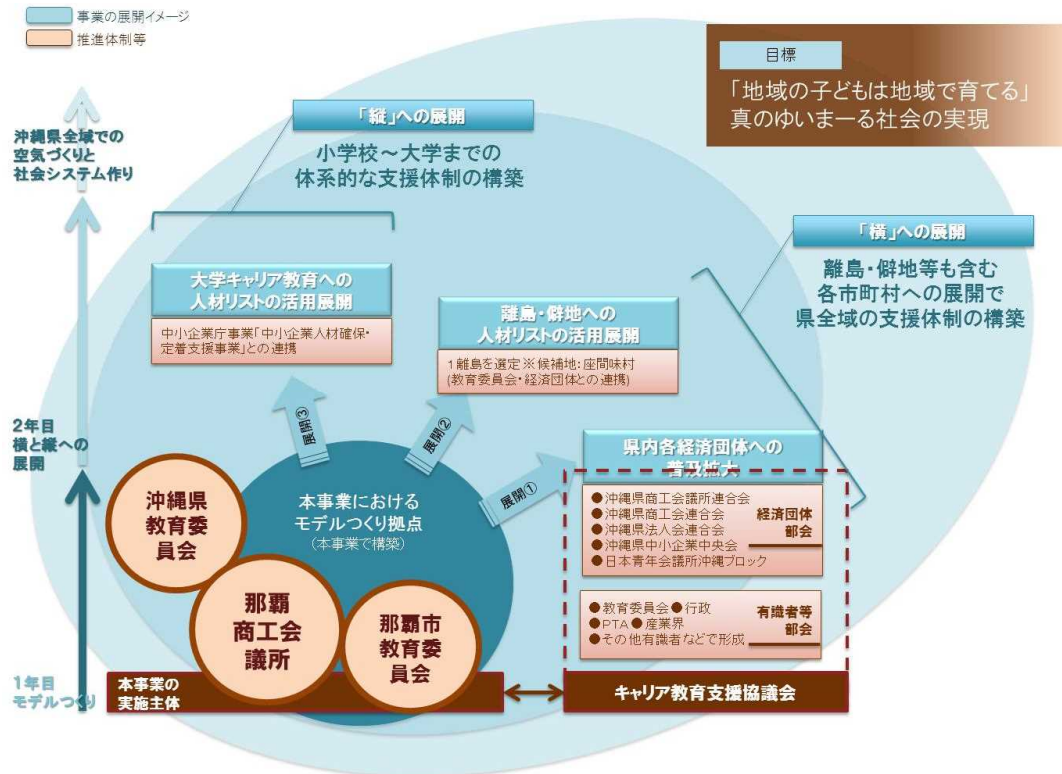 事業の展開イメージ
推進体制等
目標
「地域の子どもは地域で育てる」
真のゆいまーる社会の実現
「縦」への展開
小学校～大学までの
体系的な支援体制の構築
沖縄県全域での
空気づくりと
社会システム作り
「横」への展開
離島・僻地等も含む
各市町村への展開で
県全域の支援体制の構築
大学キャリア教育への
人材リストの活用展開
中小企業庁事業「中小企業人材確保・
定着支援事業」との連携
離島・僻地への
人材リストの活用展開
1離島を選定※候補地:座間味村
(教育委員会・経済団体との連携)
展開③
展開②
展開①
2年目
横と縦への
展開
県内各経済団体への
普及拡大
●沖縄県商工会議所連合会
●沖縄県商工会連合会
●沖縄県法人会連合会
●沖縄県中小企業中央会
●日本青年会議所沖縄ブロック
経済団体
部会
●教育委員会●行政
●PTA●産業界
●その他有識者などで形成
有識者等
部会
本事業における
モデルつくり拠点
(本事業で構築)
沖縄県
教育委
員会
那覇
商工会
議所
那覇市
教育委
員会
1年目
モデルつくり
本事業の
実施主体
キャリア教育支援協議会